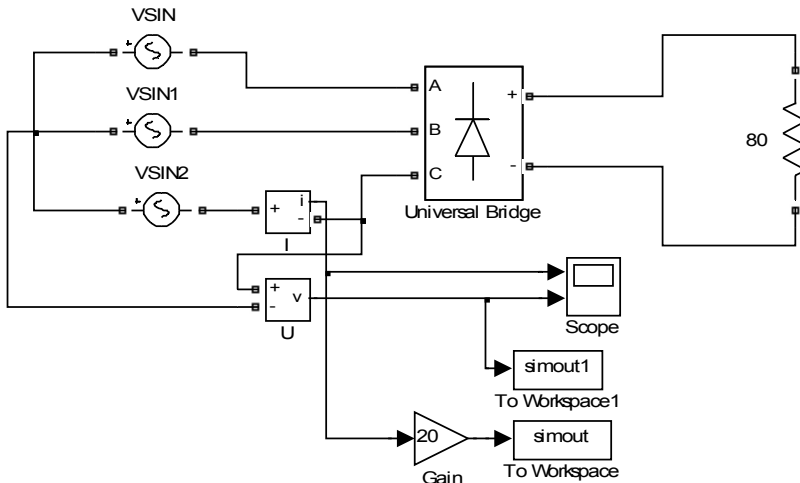 VSIN
VSIN1
VSIN2
A
B
C
+
-
Universal Bridge
80
+
i
-
I
+
-
v
U
Scope
simout1
To Workspace1
20
Gain
simout
To Workspace